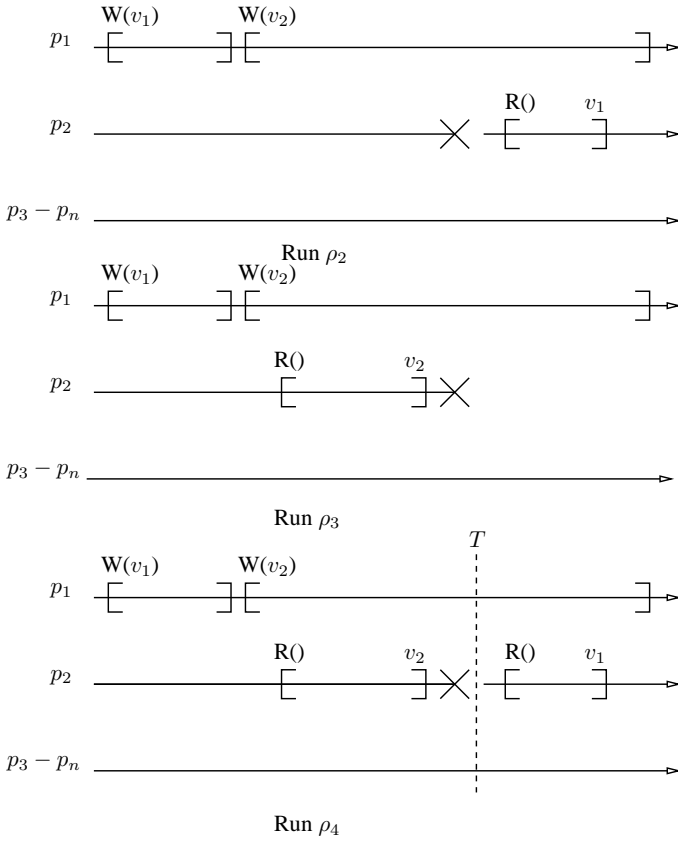 W(v₁) W(v₂)
p₁
R() v₁
p₂
p₃ − pₙ
Run ρ₂
W(v₁) W(v₂)
p₁
R() v₂
p₂
p₃ − pₙ
Run ρ₃
T
W(v₁) W(v₂)
p₁
R() v₂ R() v₁
p₂
p₃ − pₙ
Run ρ₄